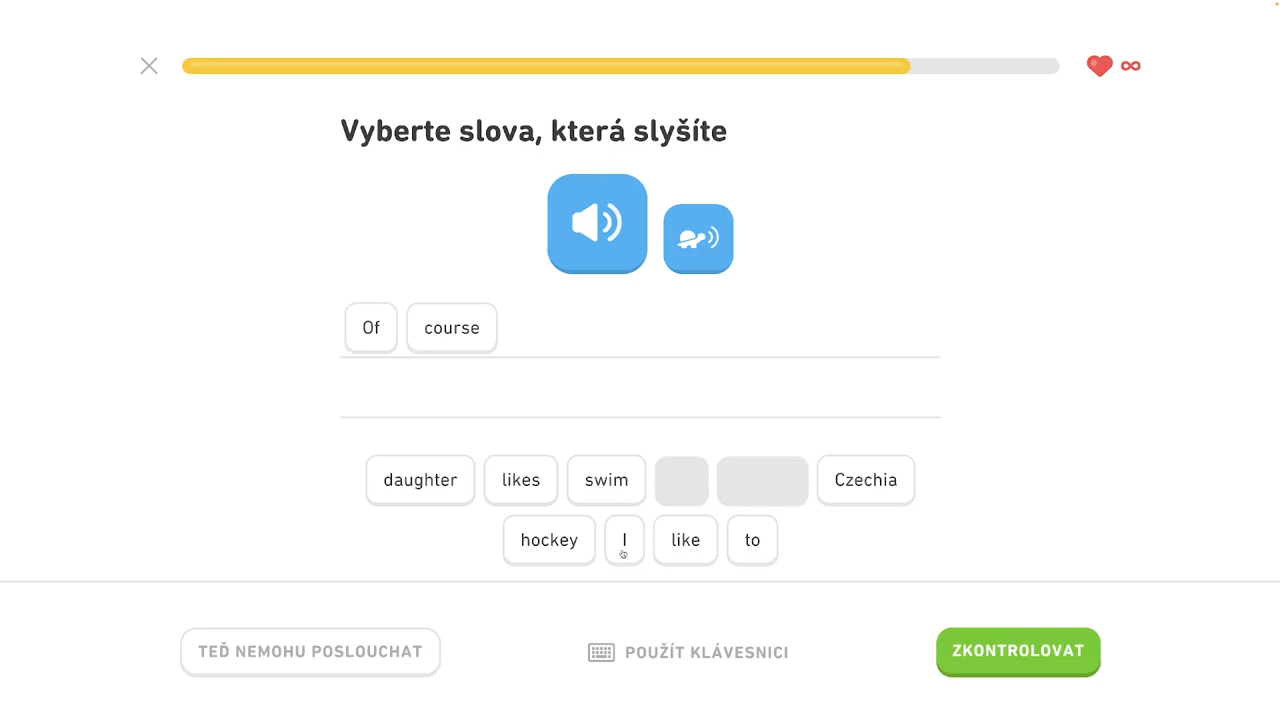 Vyberte slova, která slyšíte
Of course
daughter likes swim Czechia
hockey I like to
TEĎ NEMOHU POSLOUCHAT POUŽÍT KLÁVESNICI ZKONTROLOVAT